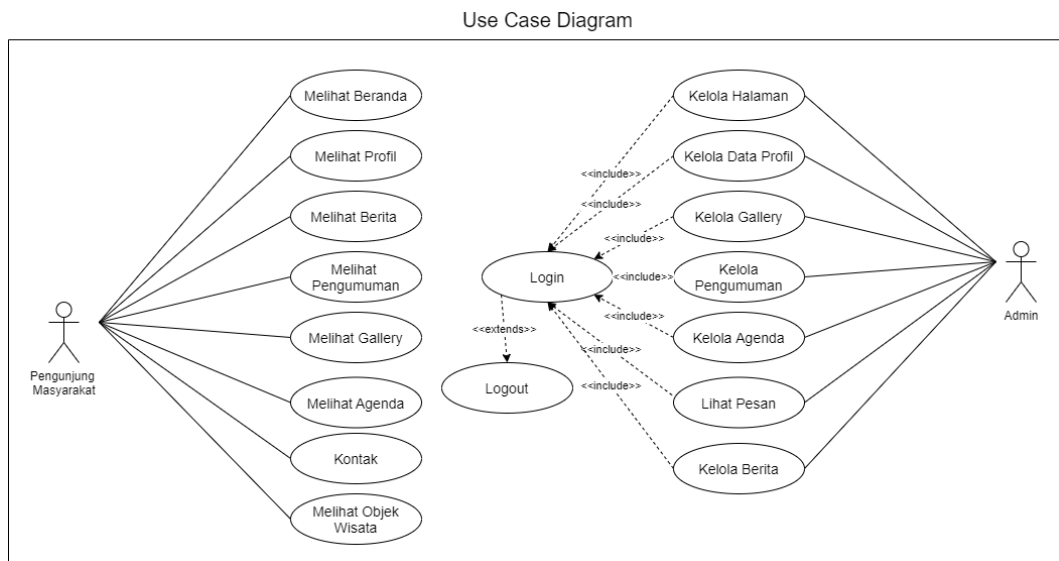 Use Case Diagram
Melihat Beranda
Melihat Profil
Melihat Berita
Melihat
Pengumuman
Melihat Gallery
Melihat Agenda
Kontak
Melihat Objek
Wisata
Pengunjung
Masyarakat
Kelola Halaman
Kelola Data Profil
Kelola Gallery
Kelola
Pengumuman
Kelola Agenda
Lihat Pesan
Kelola Berita
<<include>>
<<include>>
<<include>>
<<include>>
<<include>>
<<include>>
<<include>>
Login
<<extends>>
Logout
Admin